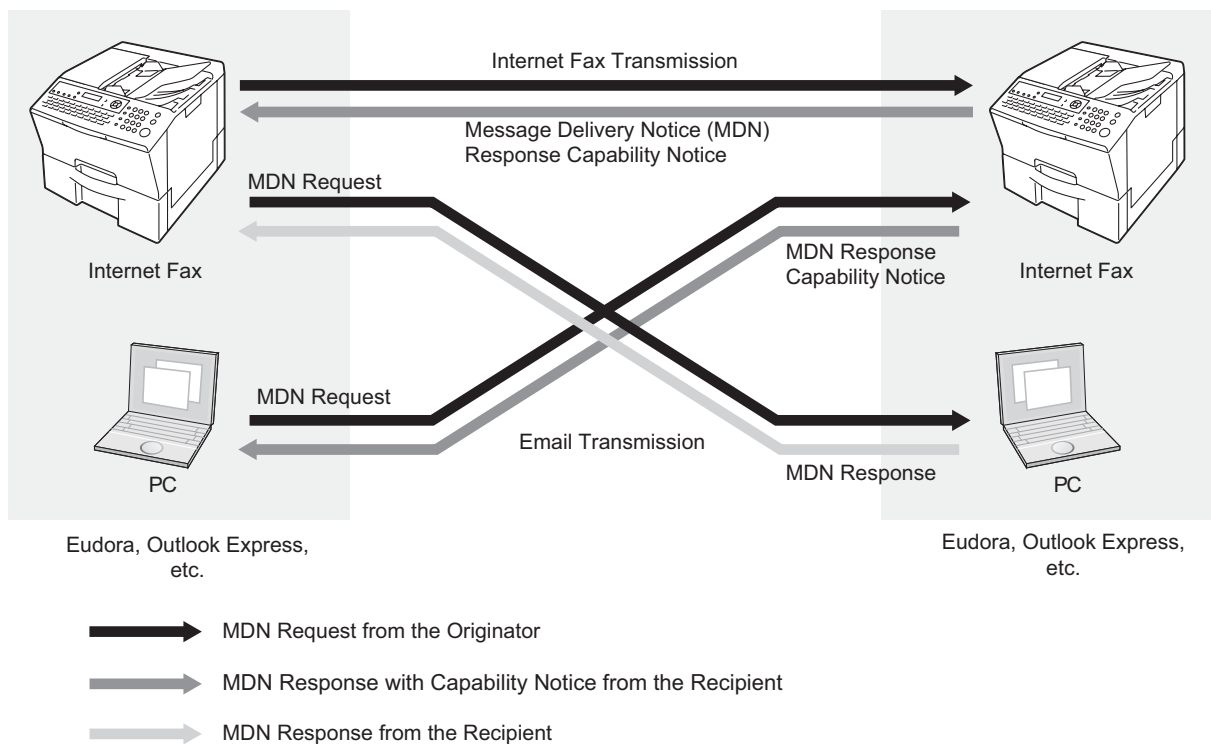 Internet Fax Transmission
Message Delivery Notice (MDN)
Response Capability Notice
MDN Request
Internet Fax
MDN Response
Capability Notice
Internet Fax
MDN Request
Email Transmission
MDN Response
PC
PC
Eudora, Outlook Express,
etc.
Eudora, Outlook Express,
etc.
MDN Request from the Originator
MDN Response with Capability Notice from the Recipient
MDN Response from the Recipient